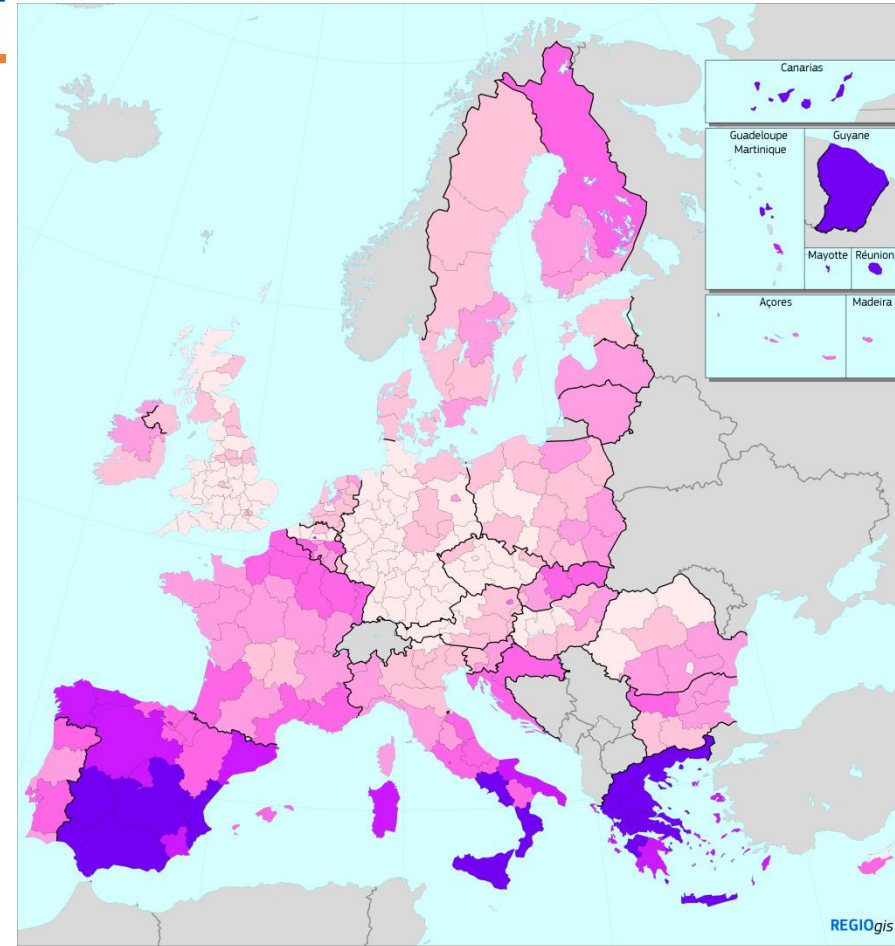 Canarias
Guadeloupe
Martinique
Guyane
Mayotte
Réunion
Açores
Madeira
REGIOgis